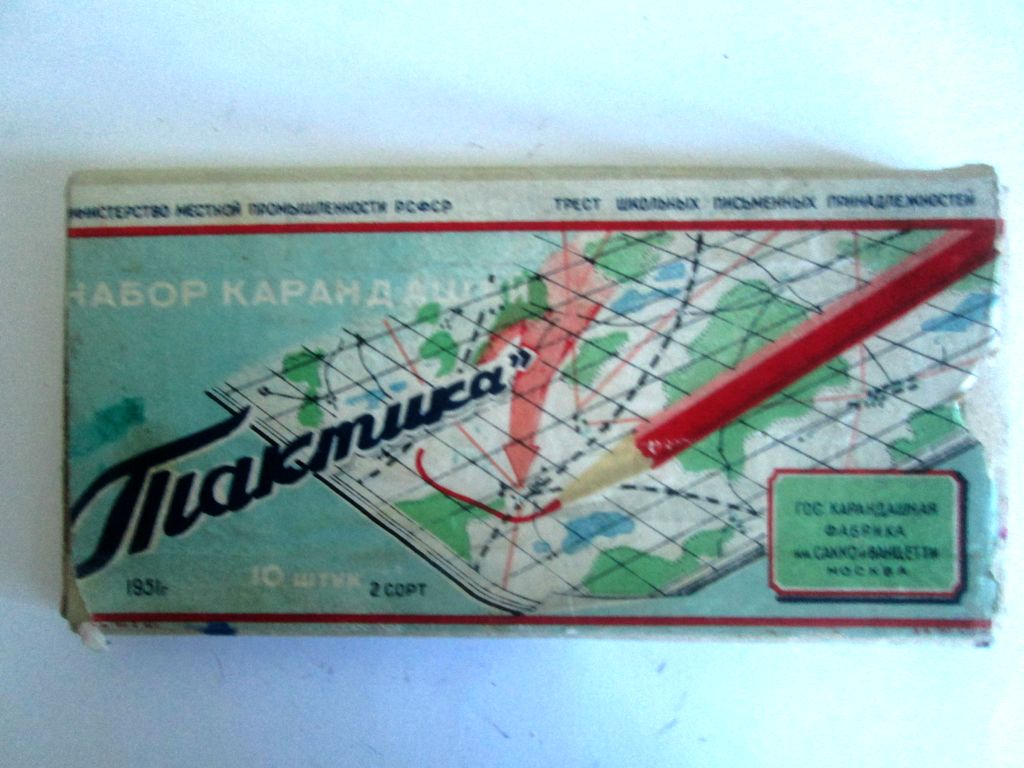 МИНИСТЕРСТВО МЕСТНОЙ ПРОМЫШЛЕННОСТИ РСФСР
ТРЕСТ ШКОЛЬНЫХ ПИСЬМЕННЫХ ПРИНАДЛЕЖНОСТЕЙ
НАБОР КАРАНДАШЕЙ
„Тактика”
ГОС. КАРАНДАШНАЯ
ФАБРИКА
им. САККО и ВАНЦЕТТИ
МОСКВА
1951г
10 ШТУК
2 СОРТ